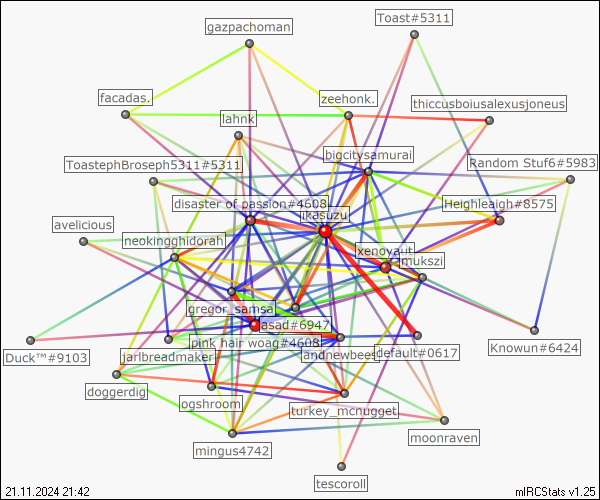 Toast#5311
gazpachoman
facadas.
zeehonk.
thiccusboiusalexusjoneus
lahnk
bigcitysamurai
ToastephBroseph5311#5311
Random Stuf6#5983
disaster of passion#4608
Heighleaigh#8575
ikasuzu
avelicious
neokingghidorah
xenoyaut
mukszi
gregor_samsa
asad#6947
pink hair woag#4608
Duck™#9103
jarlbreadmaker
andnewbees
default#0617
Knowun#6424
doggerdig
ogshroom
turkey_mcnugget
mingus4742
moonraven
tescoroll
21.11.2024 21:42
mIRCStats v1.25